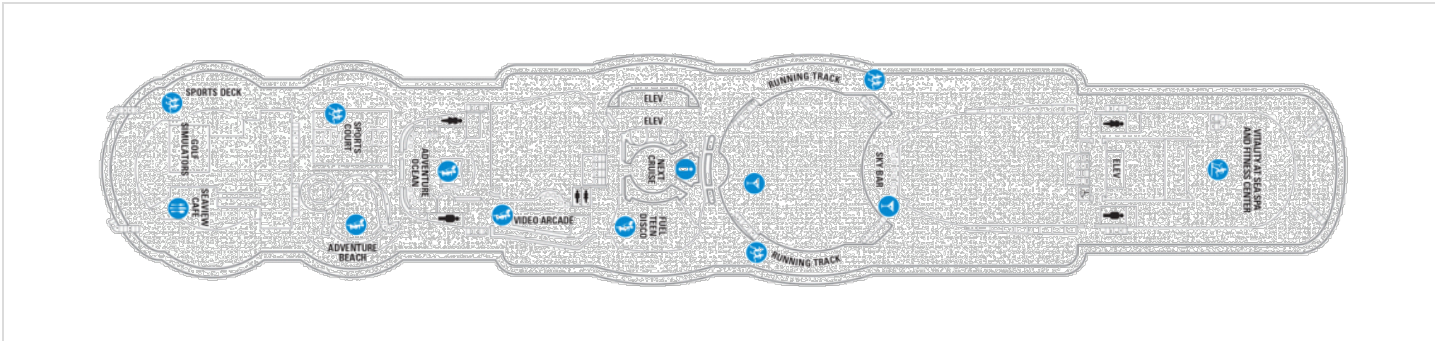 SPORTS DECK
GOLF
SIMULATORS
SEAVIEW
CAFE
SPORTS
COURT
ADVENTURE
BEACH
ADVENTURE
OCEAN
VIDEO ARCADE
ELEV
ELEV
NEXT
CRUISE
FUEL
TEEN
DISCO
RUNNING TRACK
SKY BAR
RUNNING TRACK
ELEV
VITALITY AT SEA SPA
AND FITNESS CENTER